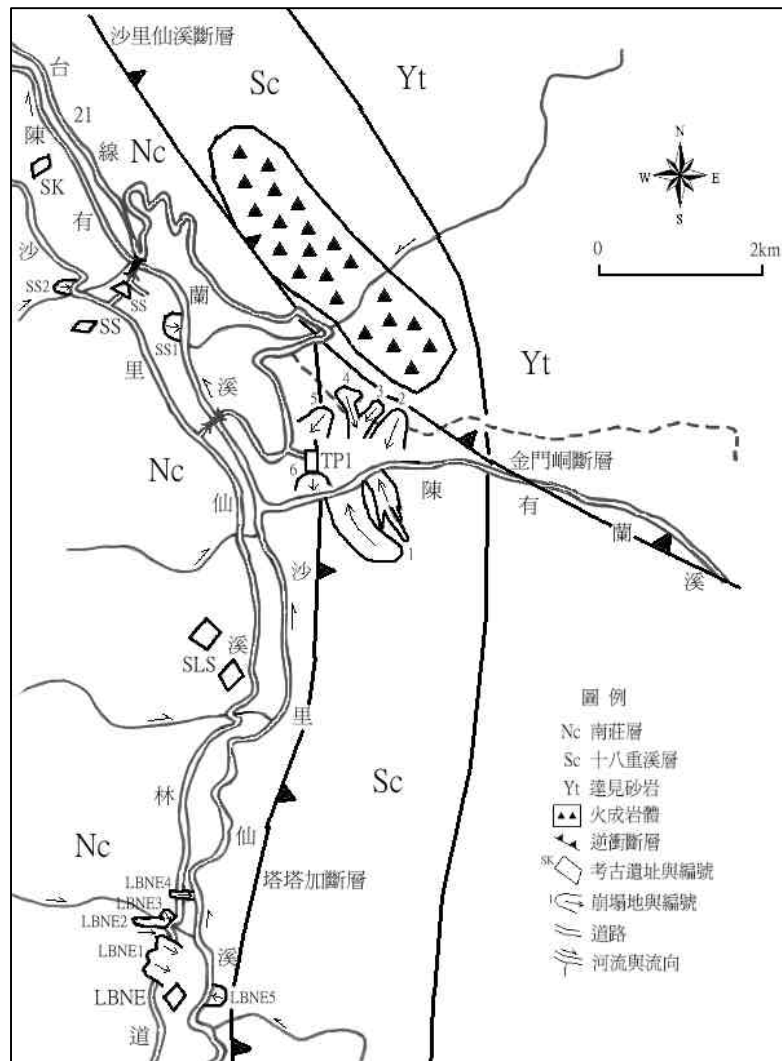 沙里仙溪斷層
Sc
Yt
台
21
線
陳
有
蘭
溪
Nc
SK
N
W E
S
0 2km
沙
里
仙
溪
SS2
SS
SS
SS1
Yt
4
3
2
5
6
TP1
金門峒斷層
陳
有
蘭
溪
Nc
1
沙
里
仙
溪
SLS
Sc
林
道
Nc
塔塔加斷層
LBNE4
LBNE3
LBNE2
LBNE1
LBNE
LBNE5
圖 例
Nc 南莊層
Sc 十八重溪層
Yt 達見砂岩
火成岩體
逆衝斷層
SK 考古遺址與編號
1 崩塌地與編號
道路
河流與流向